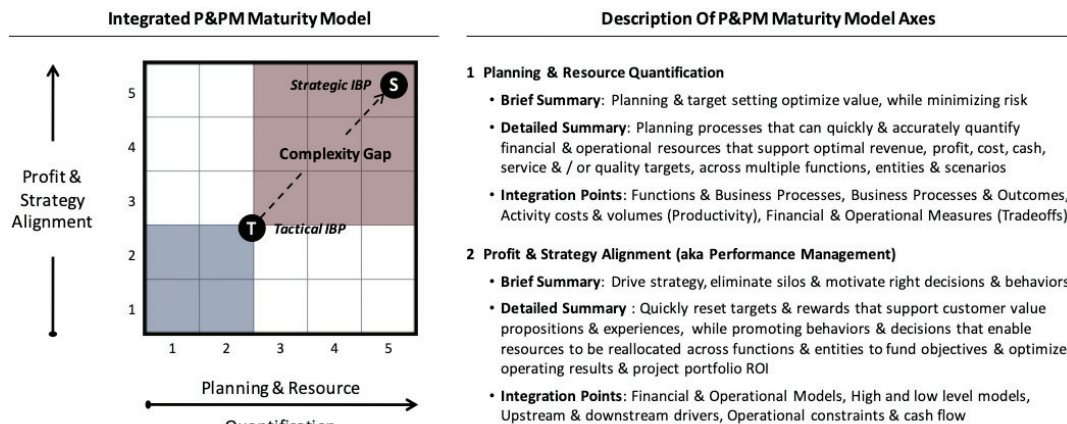 Integrated P&PM Maturity Model
Profit &
Strategy
Alignment
5
4
3
2
1
Strategic IBP
S
Complexity Gap
T
Tactical IBP
1 2 3 4 5
Planning & Resource
Quantification
Description Of P&PM Maturity Model Axes
1 Planning & Resource Quantification
• Brief Summary: Planning & target setting optimize value, while minimizing risk
• Detailed Summary: Planning processes that can quickly & accurately quantify
financial & operational resources that support optimal revenue, profit, cost, cash,
service & / or quality targets, across multiple functions, entities & scenarios
• Integration Points: Functions & Business Processes, Business Processes & Outcomes,
Activity costs & volumes (Productivity), Financial & Operational Measures (Tradeoffs)
2 Profit & Strategy Alignment (aka Performance Management)
• Brief Summary: Drive strategy, eliminate silos & motivate right decisions & behaviors
• Detailed Summary : Quickly reset targets & rewards that support customer value
propositions & experiences, while promoting behaviors & decisions that enable
resources to be reallocated across functions & entities to fund objectives & optimize
operating results & project portfolio ROI
• Integration Points: Financial & Operational Models, High and low level models,
Upstream & downstream drivers, Operational constraints & cash flow